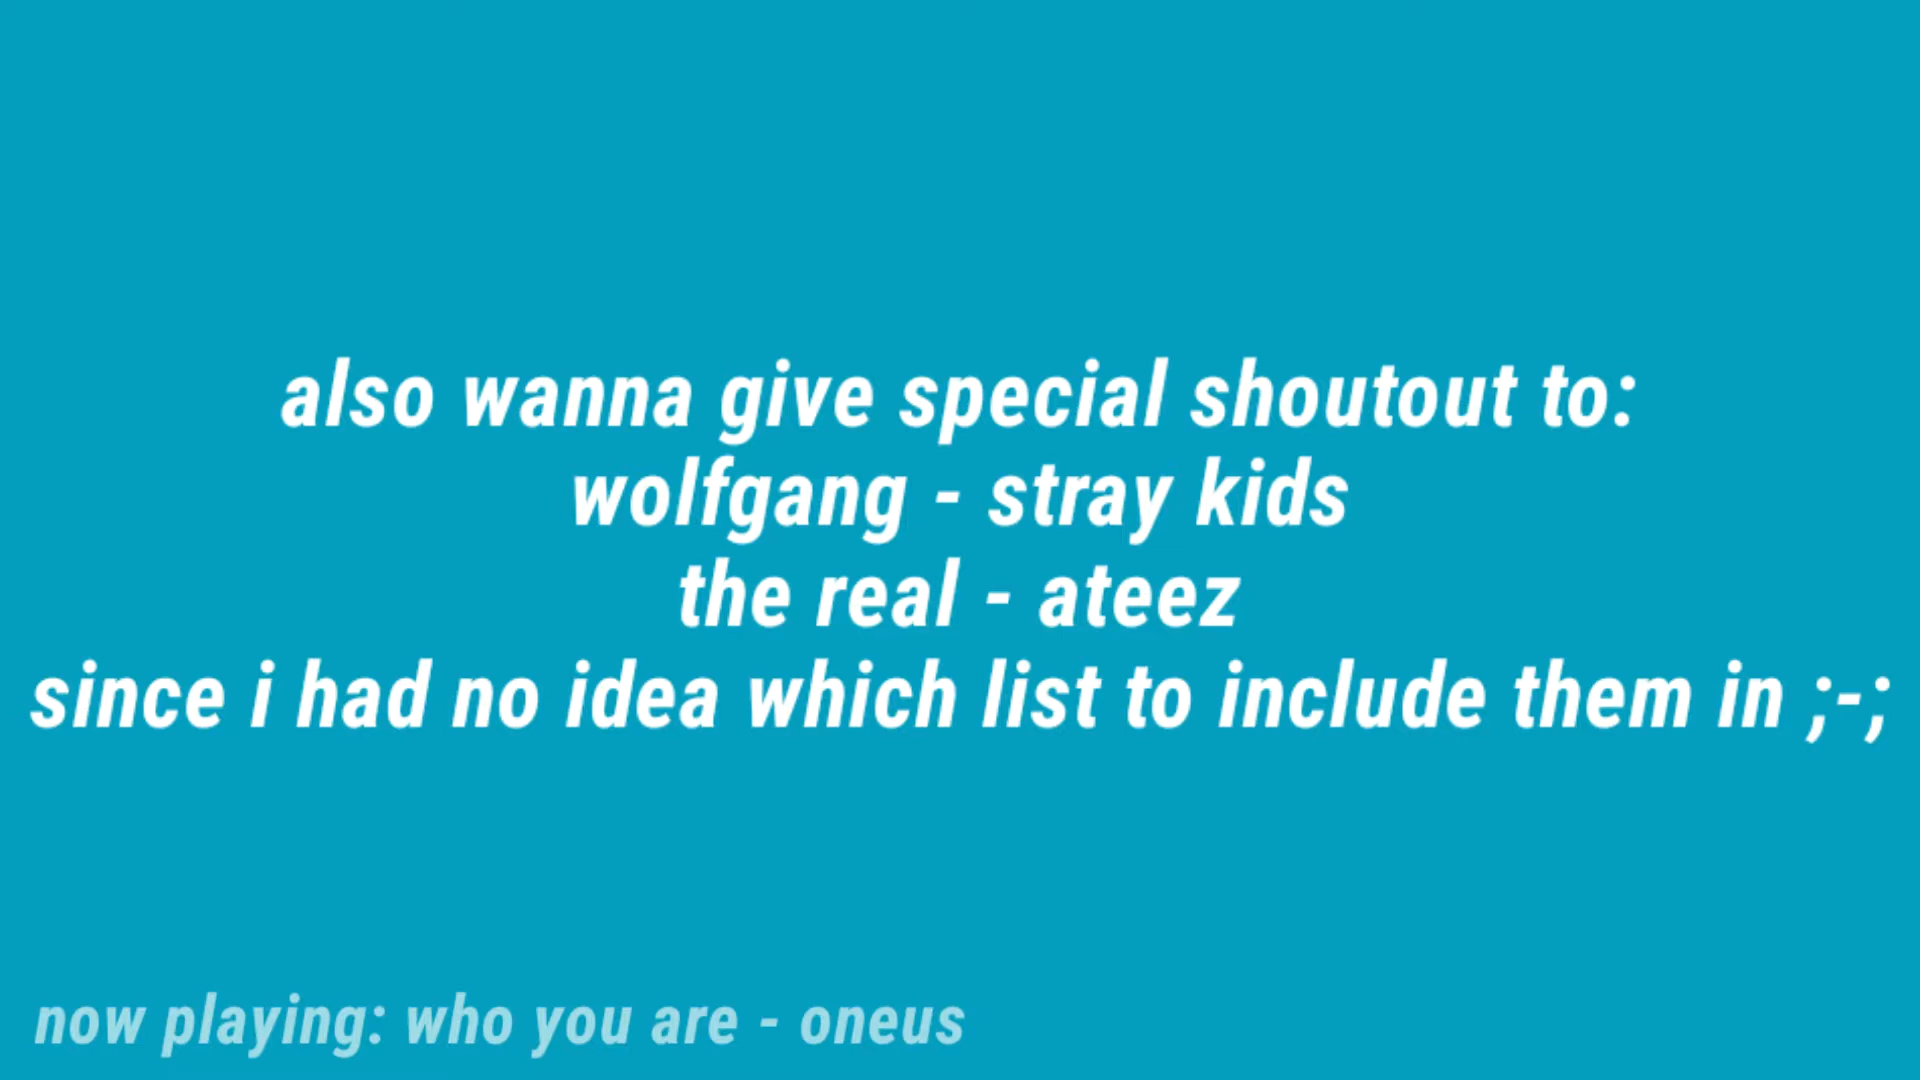 also wanna give special shoutout to:
wolfgang - stray kids
the real - ateez
since i had no idea which list to include them in ;-;
now playing: who you are - oneus